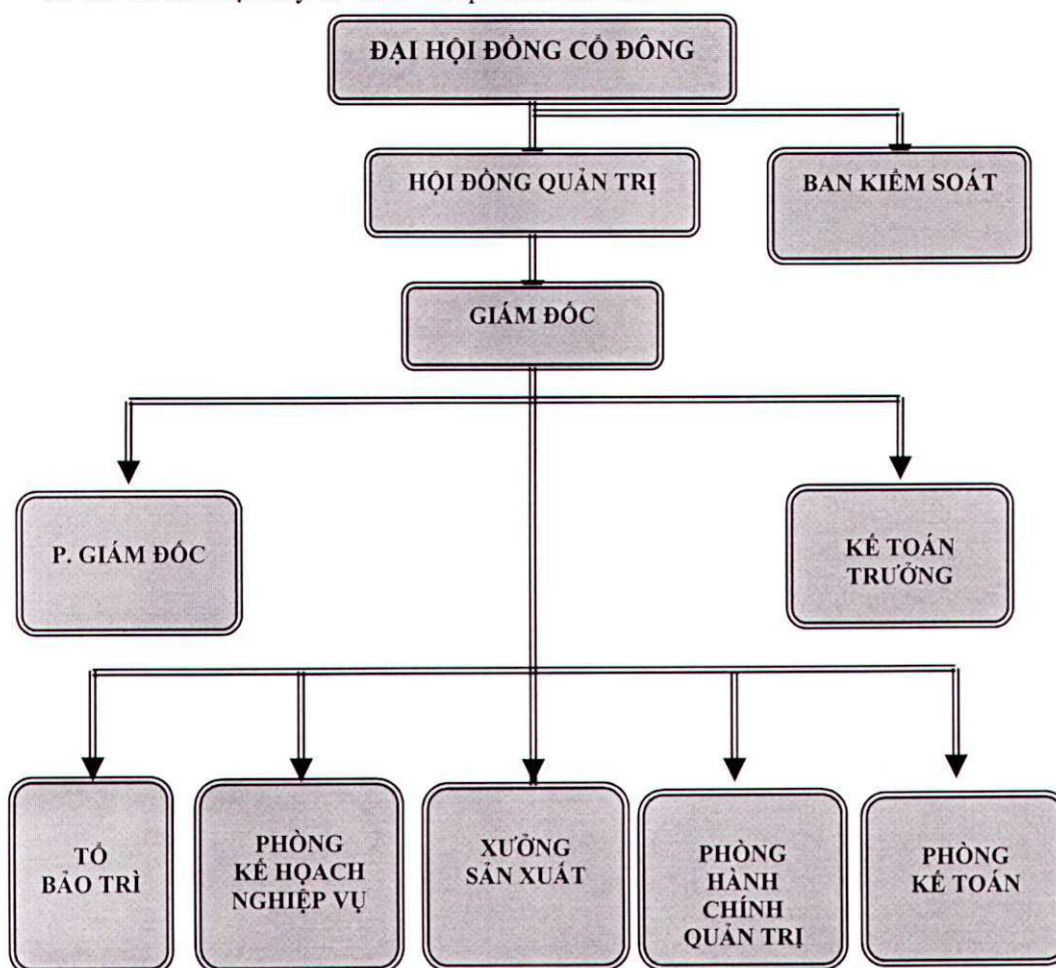 ĐẠI HỘI ĐỒNG CỔ ĐÔNG
HỘI ĐỒNG QUẢN TRỊ
BAN KIỂM SOÁT
GIÁM ĐỐC
P. GIÁM ĐỐC
KẾ TOÁN
TRƯỞNG
TỔ
BẢO TRÌ
PHÒNG
KẾ HỌACH
NGHIỆP VỤ
XƯỞNG
SẢN XUẤT
PHÒNG
HÀNH
CHÍNH
QUẢN TRỊ
PHÒNG
KẾ TOÁN